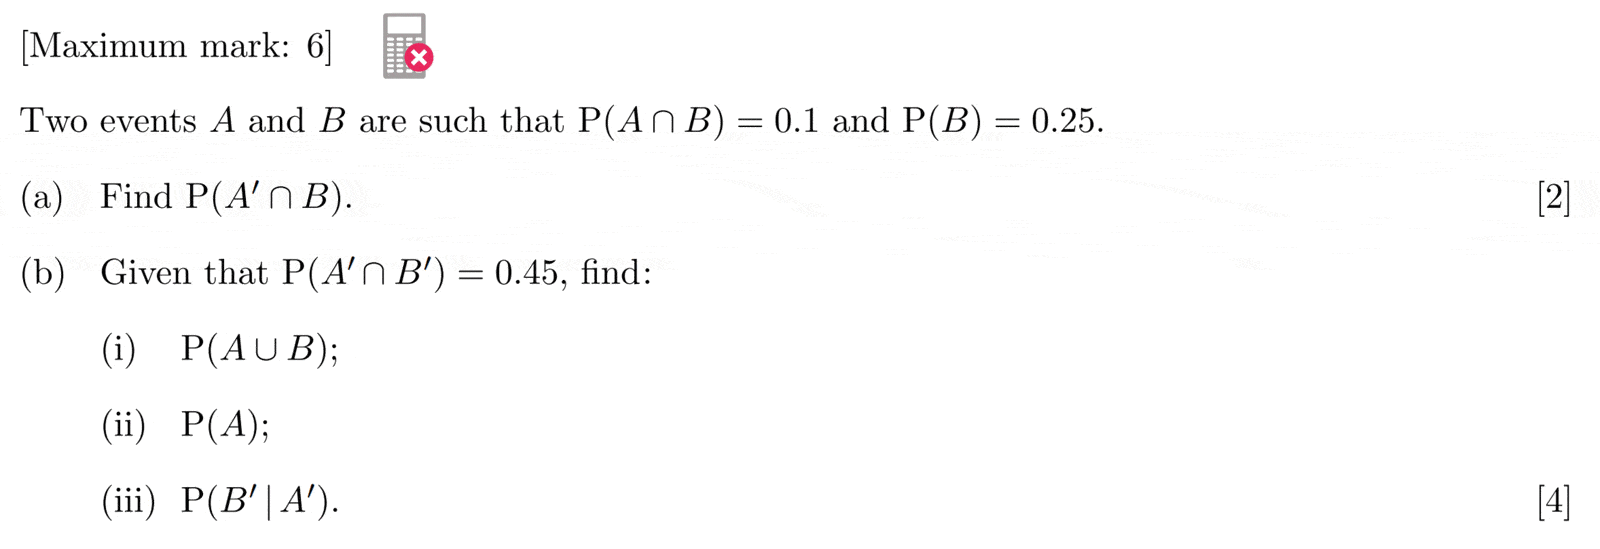 [Maximum mark: 6]
Two events A and B are such that P(A ∩ B) = 0.1 and P(B) = 0.25.
(a) Find P(A′ ∩ B). [2]
(b) Given that P(A′ ∩ B′) = 0.45, find:
(i) P(A ∪ B);
(ii) P(A);
(iii) P(B′ | A′). [4]